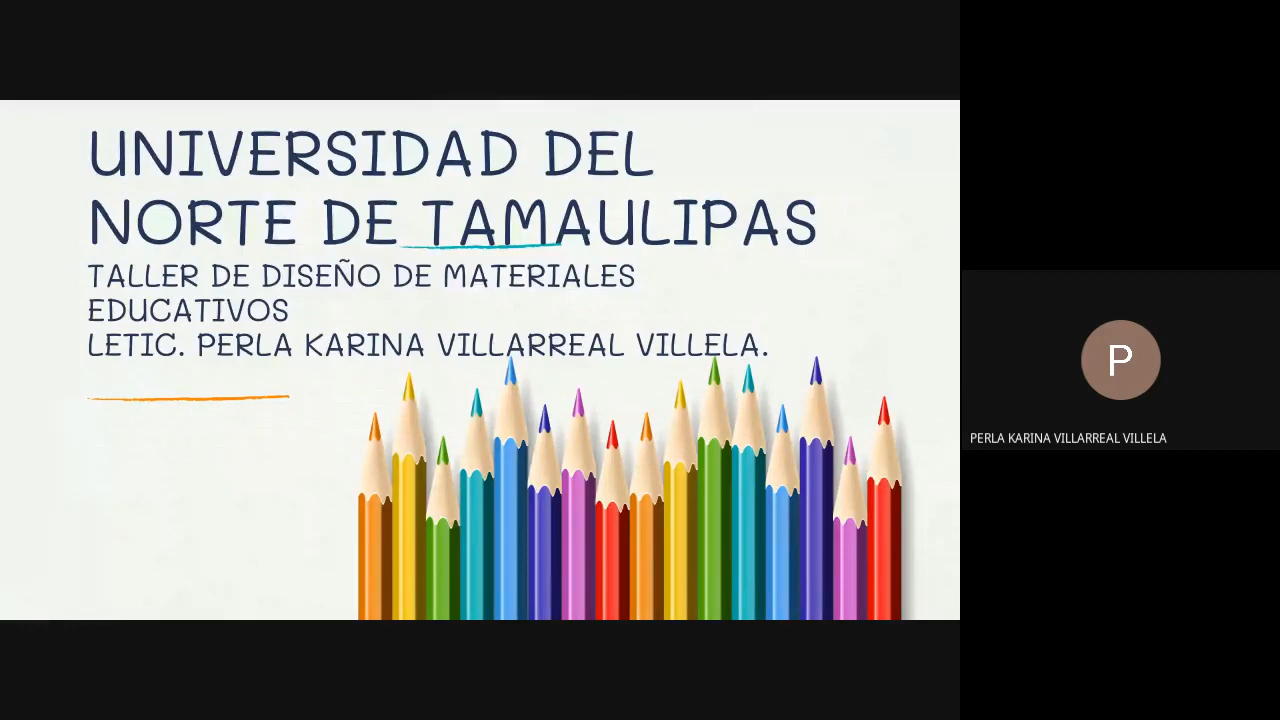 UNIVERSIDAD DEL
NORTE DE TAMAULIPAS
TALLER DE DISEÑO DE MATERIALES
EDUCATIVOS
LETIC. PERLA KARINA VILLARREAL VILLELA.
P
PERLA KARINA VILLARREAL VILLELA